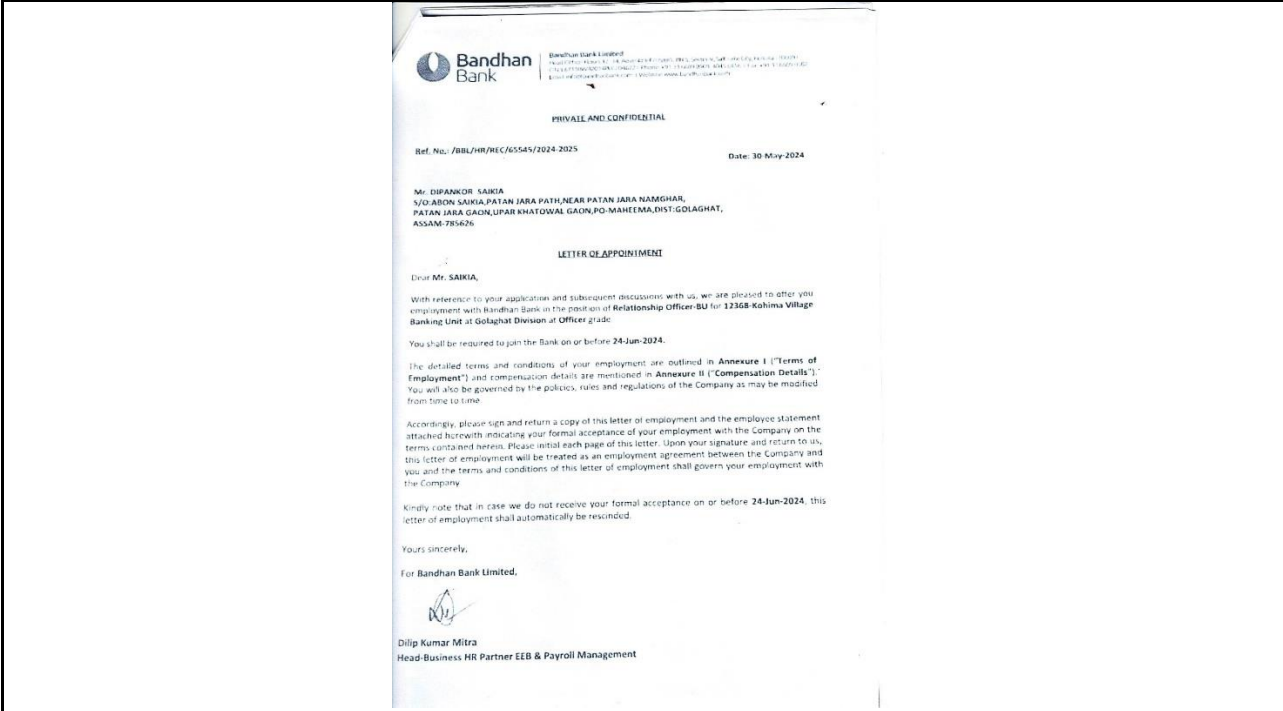 Bandhan
Bank
Bandhan Bank Limited
PRIVATE AND CONFIDENTIAL
Ref. No.: /BBL/HR/REC/65545/2024-2025
Date: 30-May-2024
Mr. DIPANKOR SAIKIA
S/O:ABON SAIKIA,PATAN JARA PATH,NEAR PATAN JARA NAMGHAR,
PATAN JARA GAON,UPAR KHATOWAL GAON,PO-MAHEEMA,DIST:GOLAGHAT,
ASSAM-785626
LETTER OF APPOINTMENT
Dear Mr. SAIKIA,
With reference to your application and subsequent discussions with us, we are pleased to offer you
employment with Bandhan Bank in the position of Relationship Officer-BU for 12368-Kohima Village
Banking Unit at Golaghat Division at Officer grade
You shall be required to join the Bank on or before 24-Jun-2024.
The detailed terms and conditions of your employment are outlined in Annexure I ("Terms of
Employment") and compensation details are mentioned in Annexure II ("Compensation Details").
You will also be governed by the policies, rules and regulations of the Company as may be modified
from time to time.
Accordingly, please sign and return a copy of this letter of employment and the employee statement
attached herewith indicating your formal acceptance of your employment with the Company on the
terms contained herein. Please initial each page of this letter. Upon your signature and return to us,
this letter of employment will be treated as an employment agreement between the Company and
you and the terms and conditions of this letter of employment shall govern your employment with
the Company
Kindly note that in case we do not receive your formal acceptance on or before 24-Jun-2024, this
letter of employment shall automatically be rescinded.
Yours sincerely,
For Bandhan Bank Limited,
Dilip Kumar Mitra
Head-Business HR Partner EEB & Payroll Management